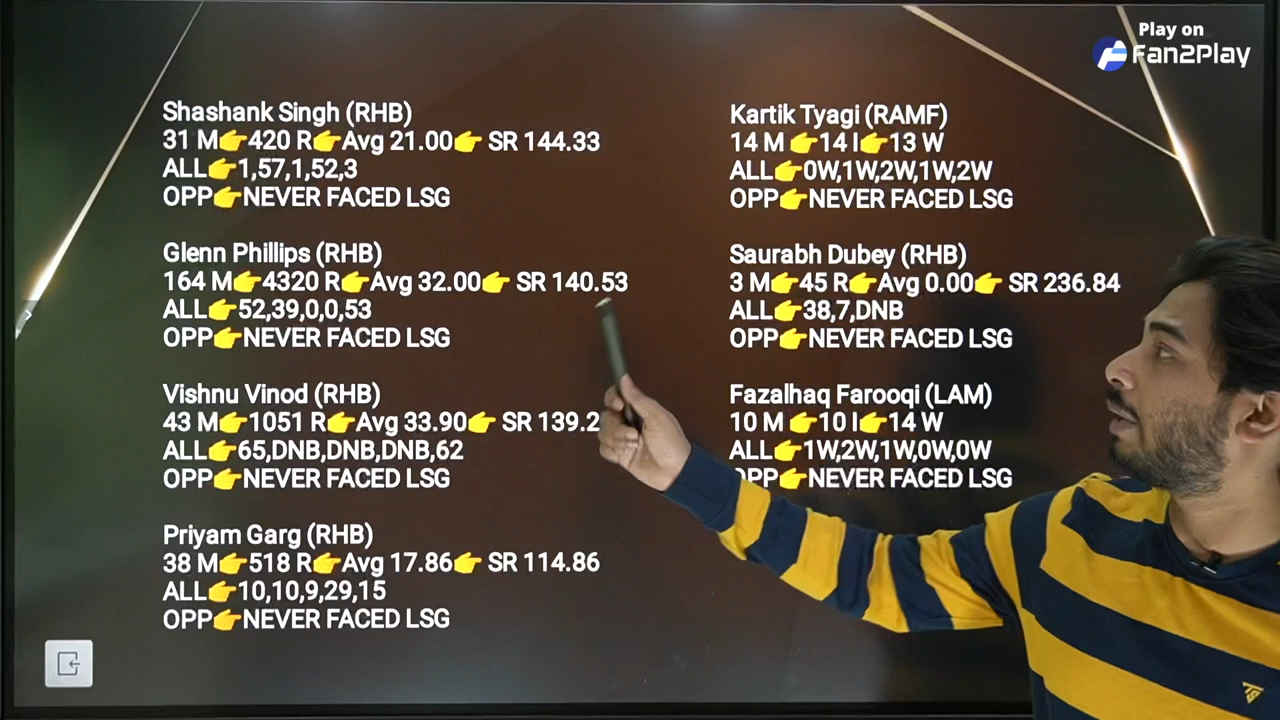 Play on
Fan2Play
Shashank Singh (RHB)
31 M👉420 R👉Avg 21.00👉 SR 144.33
ALL👉1,57,1,52,3
OPP👉NEVER FACED LSG
Glenn Phillips (RHB)
164 M👉4320 R👉Avg 32.00👉 SR 140.53
ALL👉52,39,0,0,53
OPP👉NEVER FACED LSG
Vishnu Vinod (RHB)
43 M👉1051 R👉Avg 33.90👉 SR 139.2
ALL👉65,DNB,DNB,DNB,62
OPP👉NEVER FACED LSG
Priyam Garg (RHB)
38 M👉518 R👉Avg 17.86👉 SR 114.86
ALL👉10,10,9,29,15
OPP👉NEVER FACED LSG
Kartik Tyagi (RAMF)
14 M 👉14 I👉13 W
ALL👉0W,1W,2W,1W,2W
OPP👉NEVER FACED LSG
Saurabh Dubey (RHB)
3 M👉45 R👉Avg 0.00👉 SR 236.84
ALL👉38,7,DNB
OPP👉NEVER FACED LSG
Fazalhaq Farooqi (LAM)
10 M 👉10 I👉14 W
ALL👉1W,2W,1W,0W,0W
OPP👉NEVER FACED LSG